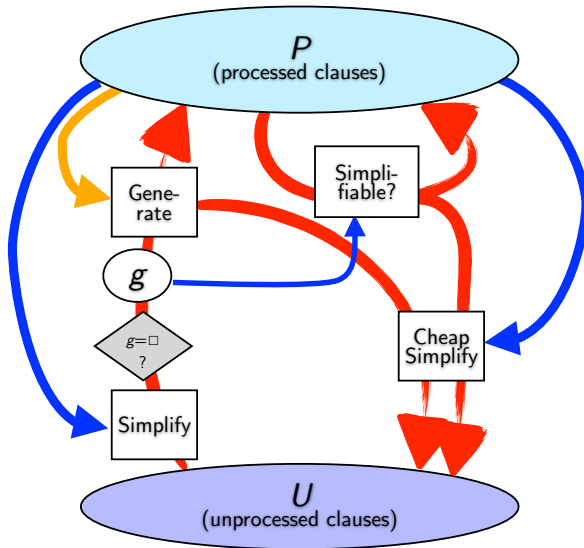 P
(processed clauses)
Simpli-
fiable?
Gene-
rate
g
g=□
?
Cheap
Simplify
Simplify
U
(unprocessed clauses)